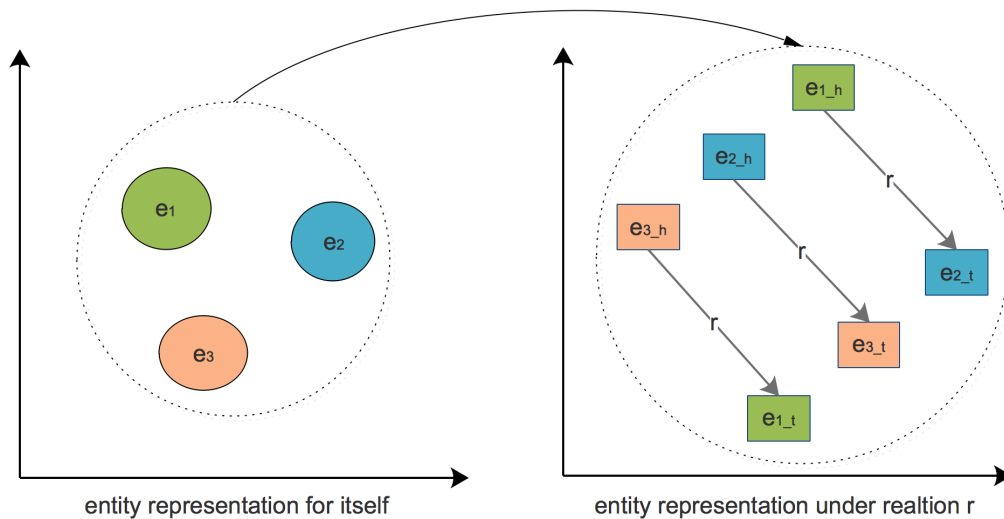 e1
e2
e3
entity representation for itself
e1_h
e2_h
r
e3_h
r
e2_t
r
e3_t
e1_t
entity representation under realtion r